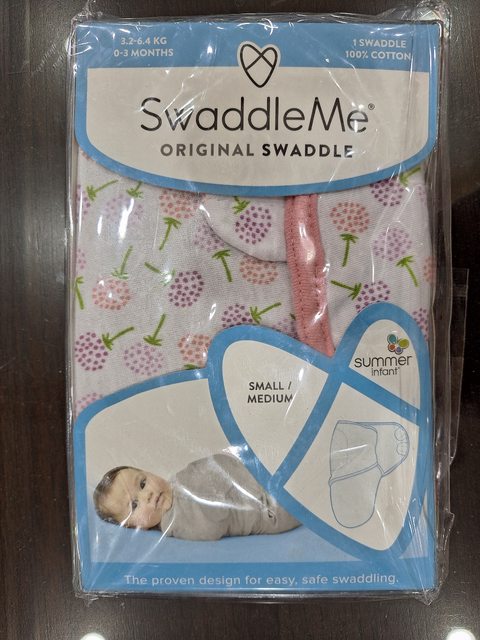 3.2-6.4 KG
0-3 MONTHS
1 SWADDLE
100% COTTON
SwaddleMe®
ORIGINAL SWADDLE
summer
infant®
SMALL /
MEDIUM
The proven design for easy, safe swaddling.